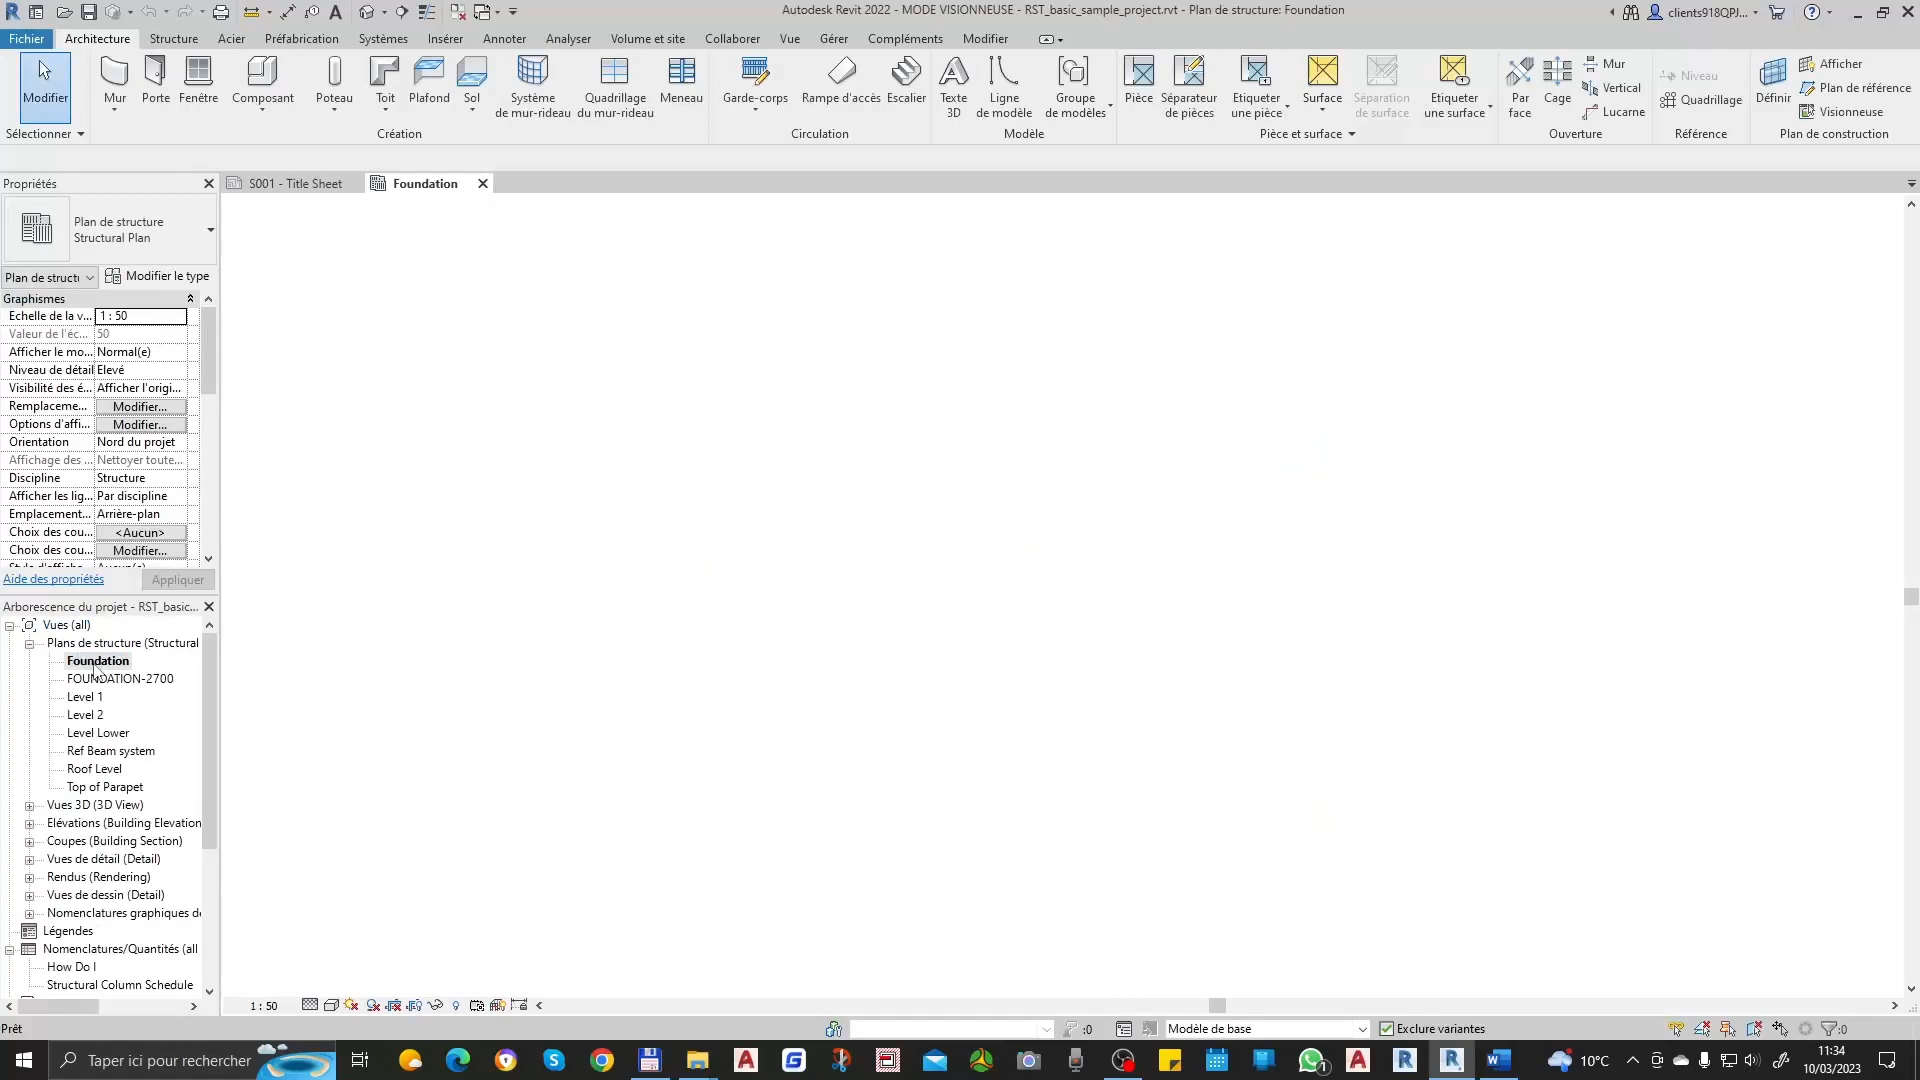 Autodesk Revit 2022 - MODE VISIONNEUSE - RST_basic_sample_project.rvt - Plan de structure: Foundation
clients918QPJ...
Fichier Architecture Structure Acier Préfabrication Systèmes Insérer Annoter Analyser Volume et site Collaborer Vue Gérer Compléments Modifier
Modifier Mur Porte Fenêtre Composant Poteau Toit Plafond Sol Système de mur-rideau Quadrillage du mur-rideau Meneau Garde-corps Rampe d'accès Escalier Texte 3D Ligne de modèle Groupe de modèles Pièce Séparateur de pièces Etiqueter une pièce Surface Séparation de surface Etiqueter une surface Par face Cage Mur Vertical Lucarne Niveau Quadrillage Définir Afficher Plan de référence Visionneuse
Sélectionner Création Circulation Modèle Pièce et surface Ouverture Référence Plan de construction
Propriétés
S001 - Title Sheet Foundation
Plan de structure
Structural Plan
Plan de struct Modifier le type
Graphismes
Echelle de la v... 1 : 50
Valeur de l'éc... 50
Afficher le mo... Normal(e)
Niveau de détail Elevé
Visibilité des é... Afficher l'origi...
Remplaceme... Modifier...
Options d'affi... Modifier...
Orientation Nord du projet
Affichage des ... Nettoyer toute...
Discipline Structure
Afficher les lig... Par discipline
Emplacement... Arrière-plan
Choix des cou... <Aucun>
Choix des cou... Modifier...
Aide des propriétés Appliquer
Arborescence du projet - RST_basic...
Vues (all)
Plans de structure (Structural
Foundation
FOUNDATION-2700
Level 1
Level 2
Level Lower
Ref Beam system
Roof Level
Top of Parapet
Vues 3D (3D View)
Elévations (Building Elevation
Coupes (Building Section)
Vues de détail (Detail)
Rendus (Rendering)
Vues de dessin (Detail)
Nomenclatures graphiques de
Légendes
Nomenclatures/Quantités (all
How Do I
Structural Column Schedule
1 : 50
Prêt :0 Modèle de base Exclure variantes :0
Taper ici pour rechercher 1 10°C 11:34
10/03/2023